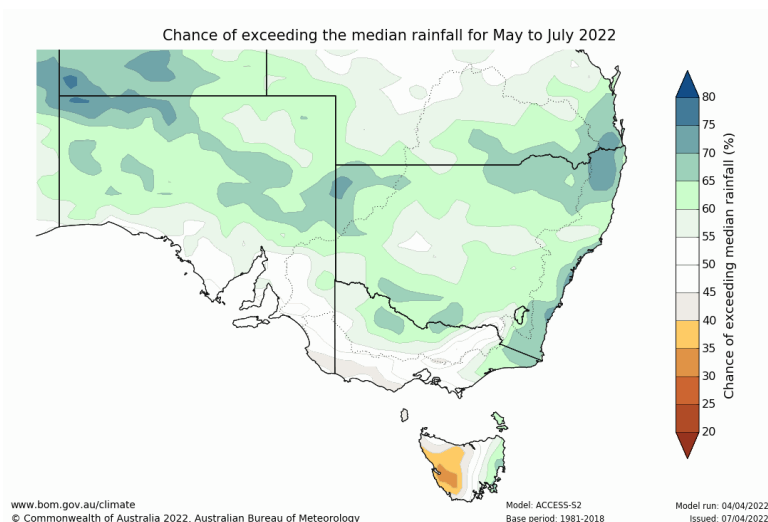 Chance of exceeding the median rainfall for May to July 2022
80
75
70
65
60
55
50
45
40
35
30
25
20
Chance of exceeding median rainfall (%)
www.bom.gov.au/climate
© Commonwealth of Australia 2022, Australian Bureau of Meteorology
Model: ACCESS-S2
Base period: 1981-2018
Model run: 04/04/2022
Issued: 07/04/2022